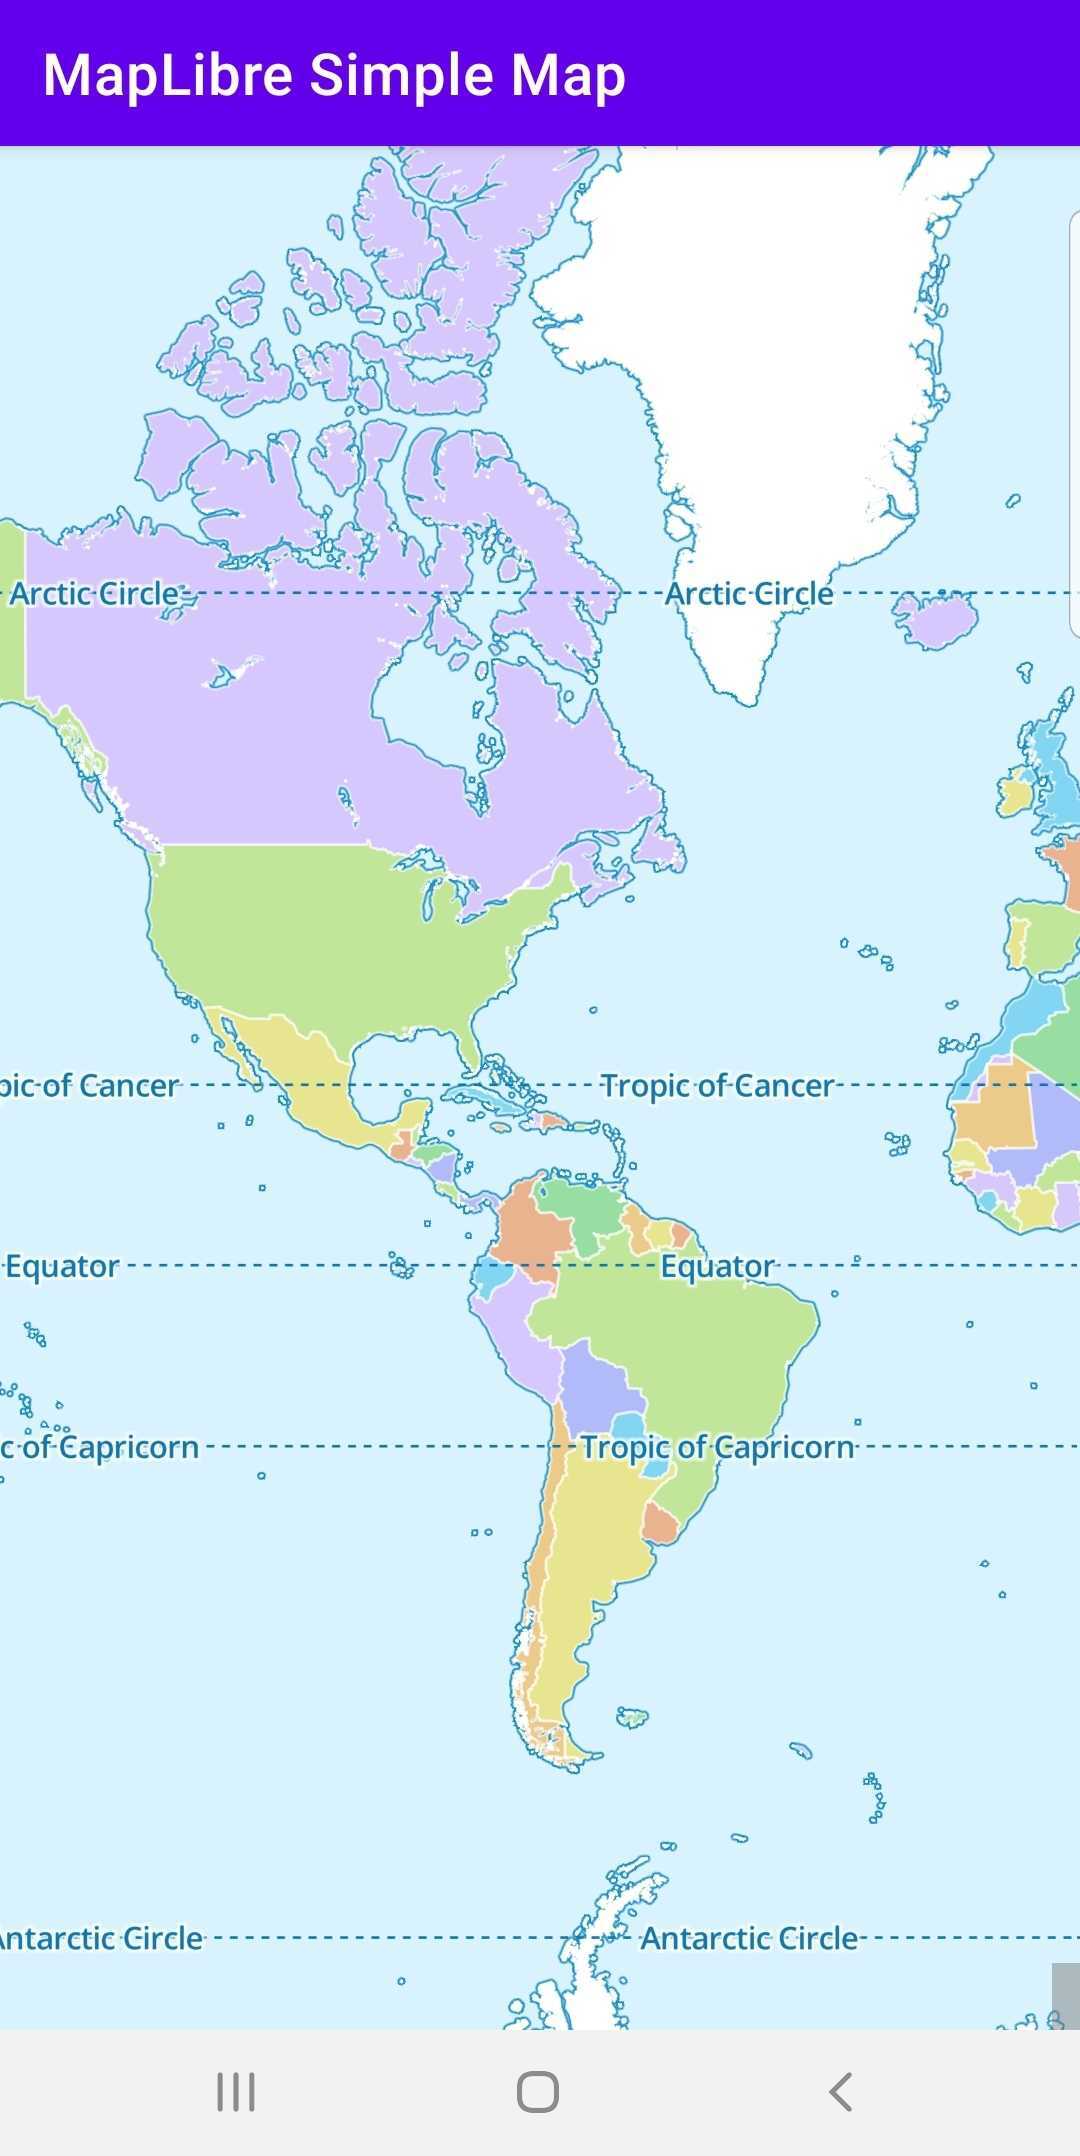 MapLibre Simple Map
Arctic Circle Arctic Circle
pic of Cancer Tropic of Cancer
Equator Equator
c of Capricorn Tropic of Capricorn
Antarctic Circle Antarctic Circle